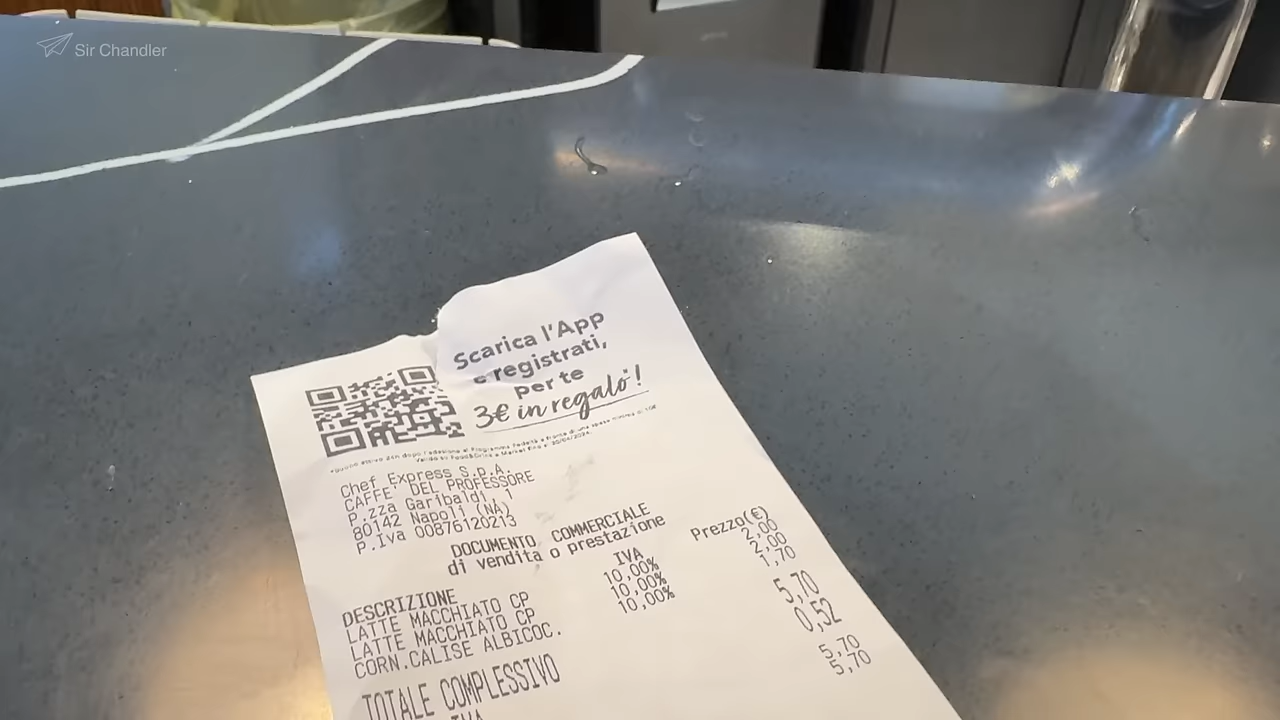 Sir Chandler
Scarica l'App
e registrati,
per te
3€ in regalo*!
Chef Express S.p.A.
CAFFE' DEL PROFESSORE
P.zza Garibaldi, 1
80142 Napoli (NA)
P.Iva 00876120213
DOCUMENTO COMMERCIALE
di vendita o prestazione
DESCRIZIONE IVA Prezzo(€)
LATTE MACCHIATO CP 10,00% 2,00
LATTE MACCHIATO CP 10,00% 2,00
CORN.CALISE ALBICOC. 10,00% 1,70
TOTALE COMPLESSIVO 5,70
IVA 0,52
5,70
5,70